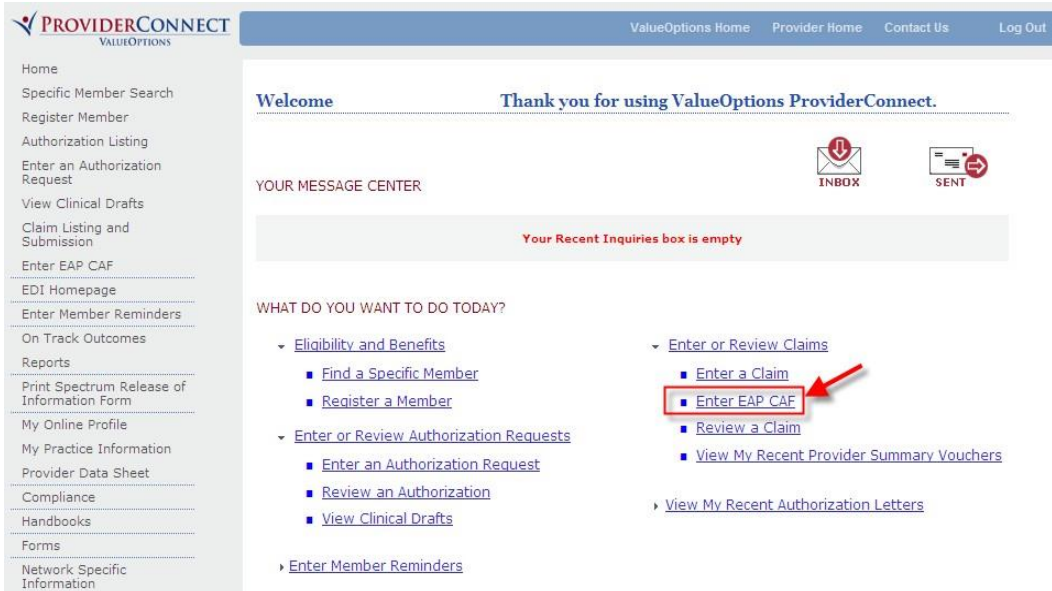 PROVIDERCONNECT
VALUEOPTIONS
ValueOptions Home Provider Home Contact Us Log Out
Home
Specific Member Search
Register Member
Authorization Listing
Enter an Authorization
Request
View Clinical Drafts
Claim Listing and
Submission
Enter EAP CAF
EDI Homepage
Enter Member Reminders
On Track Outcomes
Reports
Print Spectrum Release of
Information Form
My Online Profile
My Practice Information
Provider Data Sheet
Compliance
Handbooks
Forms
Network Specific
Information
Welcome Thank you for using ValueOptions ProviderConnect.
YOUR MESSAGE CENTER
INBOX
SENT
Your Recent Inquiries box is empty
WHAT DO YOU WANT TO DO TODAY?
Eligibility and Benefits
Find a Specific Member
Register a Member
Enter or Review Authorization Requests
Enter an Authorization Request
Review an Authorization
View Clinical Drafts
Enter Member Reminders
Enter or Review Claims
Enter a Claim
Enter EAP CAF
Review a Claim
View My Recent Provider Summary Vouchers
View My Recent Authorization Letters